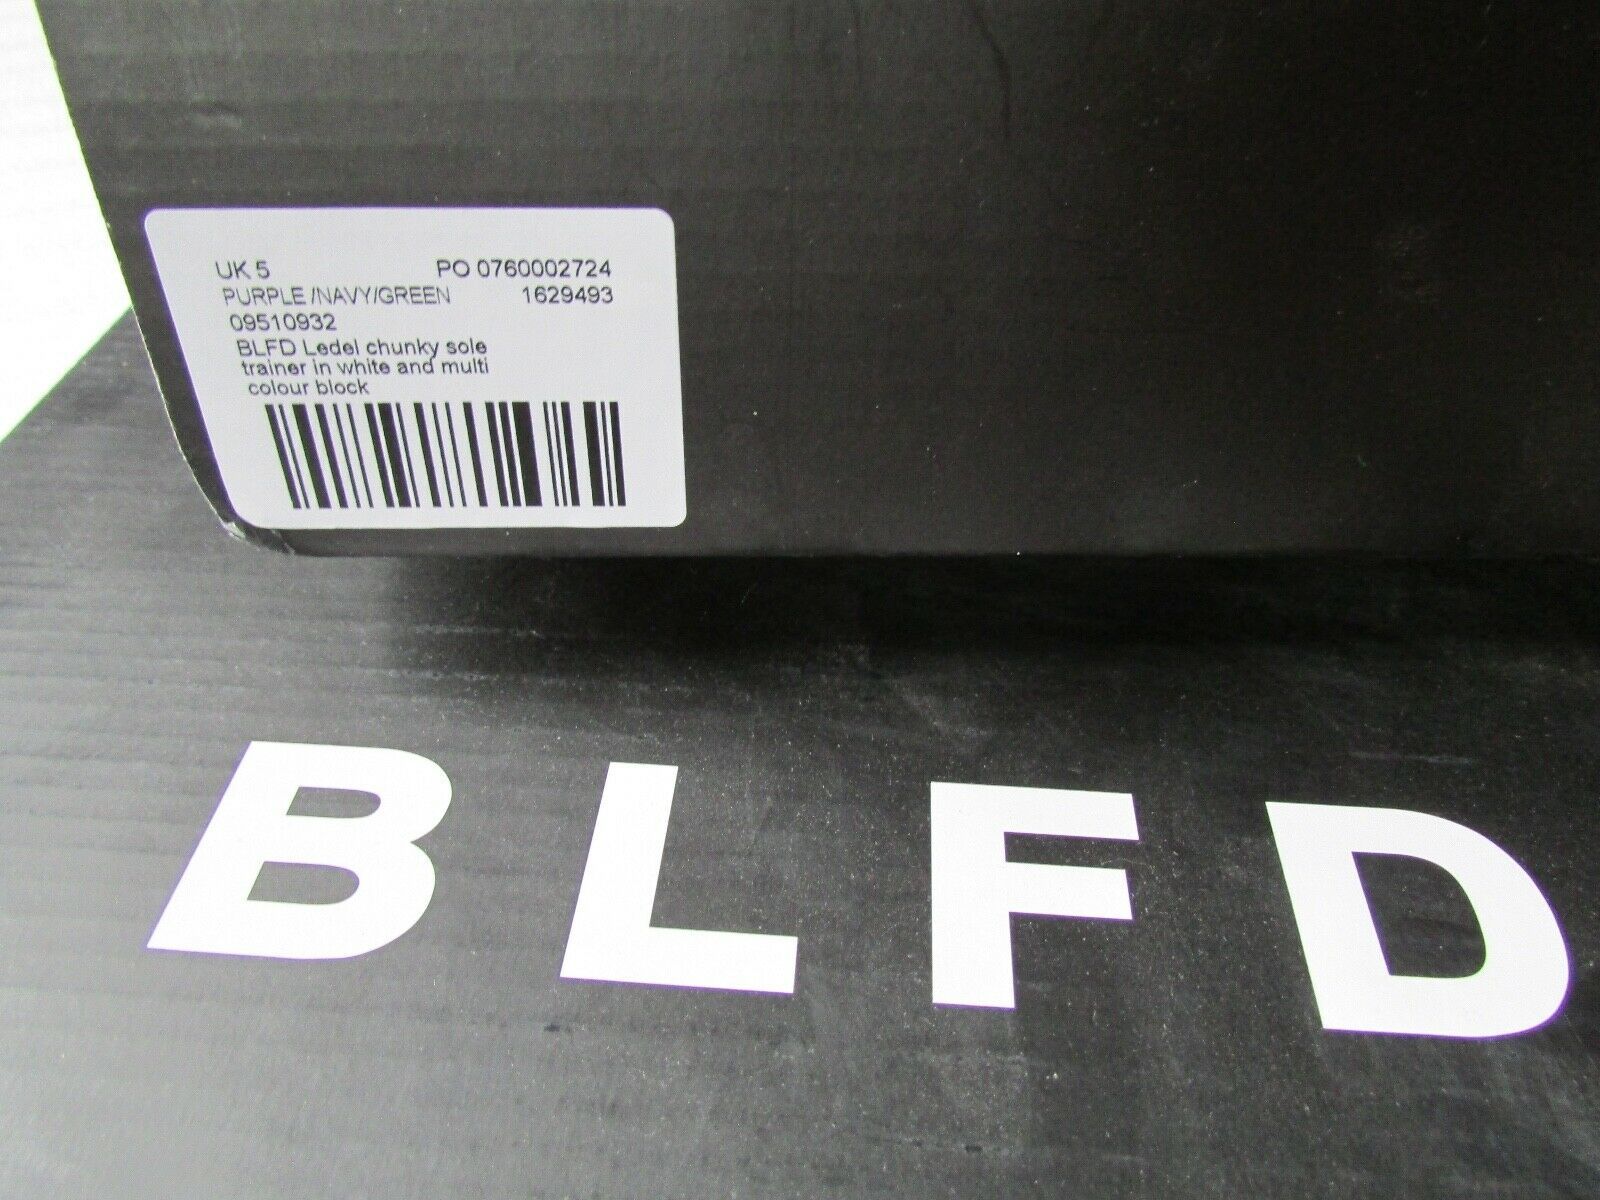 UK 5 PO 0760002724
PURPLE /NAVY/GREEN 1629493
09510932
BLFD Ledel chunky sole
trainer in white and multi
colour block
BLFD